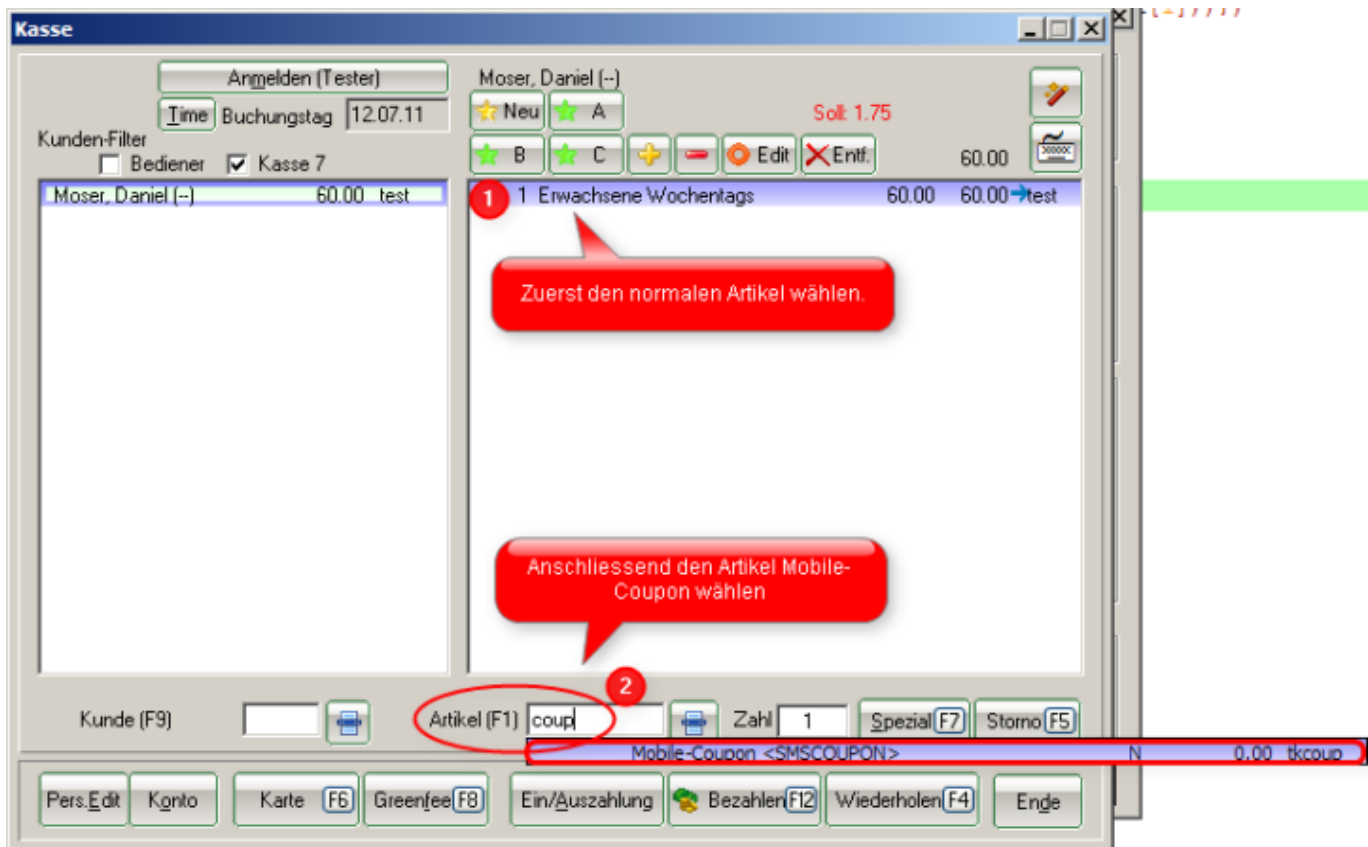 Kasse
Anmelden (Tester)
Moser, Daniel (--)
Time Buchungstag 12.07.11
Neu A Soll: 1.75
Kunden-Filter
Bediener Kasse 7
B C Edit Entf. 60.00
Moser, Daniel (--) 60.00 test
1 1 Erwachsene Wochentags 60.00 60.00 test
Zuerst den normalen Artikel wählen.
Anschliessend den Artikel Mobile-
Coupon wählen
2
Kunde (F9) Artikel (F1) coup Zahl 1 Spezial F7 Storno F5
Mobile-Coupon <SMSCOUPON> N 0.00 tkcoup
Pers.Edit Konto Karte F6 Greenfee F8 Ein/Auszahlung Bezahlen F12 Wiederholen F4 Ende